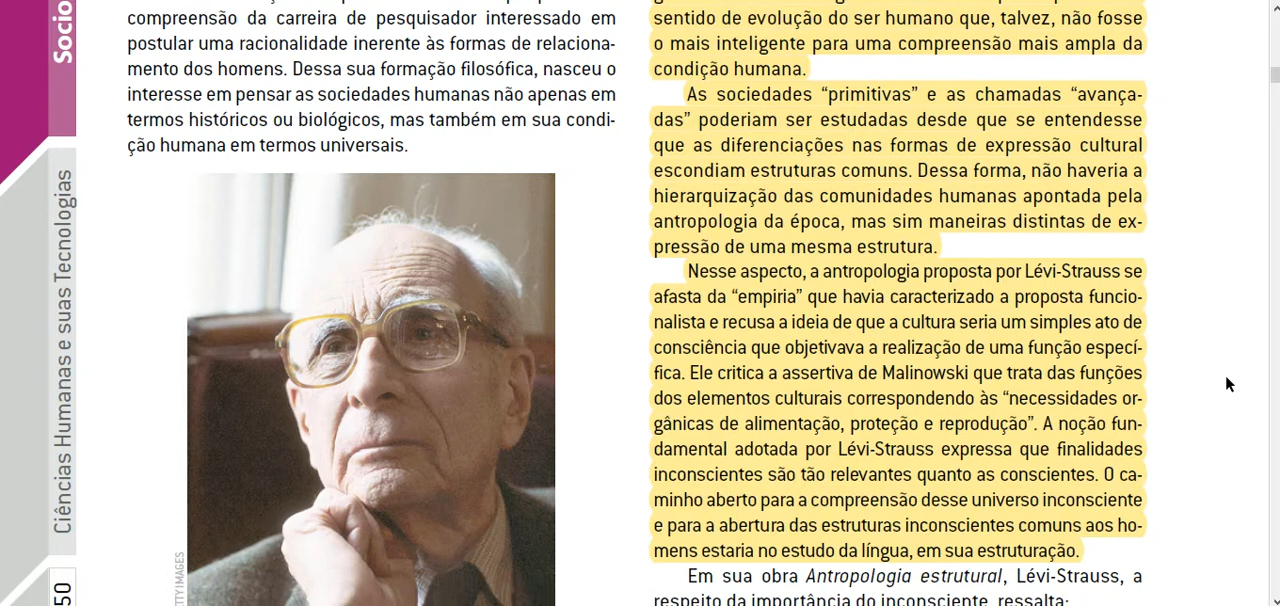 Socio
Ciências Humanas e suas Tecnologias
50
compreensão da carreira de pesquisador interessado em
postular uma racionalidade inerente às formas de relaciona-
mento dos homens. Dessa sua formação filosófica, nasceu o
interesse em pensar as sociedades humanas não apenas em
termos históricos ou biológicos, mas também em sua condi-
ção humana em termos universais.
TTY IMAGES
sentido de evolução do ser humano que, talvez, não fosse
o mais inteligente para uma compreensão mais ampla da
condição humana.
As sociedades “primitivas” e as chamadas “avança-
das” poderiam ser estudadas desde que se entendesse
que as diferenciações nas formas de expressão cultural
escondiam estruturas comuns. Dessa forma, não haveria a
hierarquização das comunidades humanas apontada pela
antropologia da época, mas sim maneiras distintas de ex-
pressão de uma mesma estrutura.
Nesse aspecto, a antropologia proposta por Lévi-Strauss se
afasta da “empiria” que havia caracterizado a proposta funcio-
nalista e recusa a ideia de que a cultura seria um simples ato de
consciência que objetivava a realização de uma função especí-
fica. Ele critica a assertiva de Malinowski que trata das funções
dos elementos culturais correspondendo às “necessidades or-
gânicas de alimentação, proteção e reprodução”. A noção fun-
damental adotada por Lévi-Strauss expressa que finalidades
inconscientes são tão relevantes quanto as conscientes. O ca-
minho aberto para a compreensão desse universo inconsciente
e para a abertura das estruturas inconscientes comuns aos ho-
mens estaria no estudo da língua, em sua estruturação.
Em sua obra Antropologia estrutural, Lévi-Strauss, a
respeito da importância do inconsciente, ressalta: